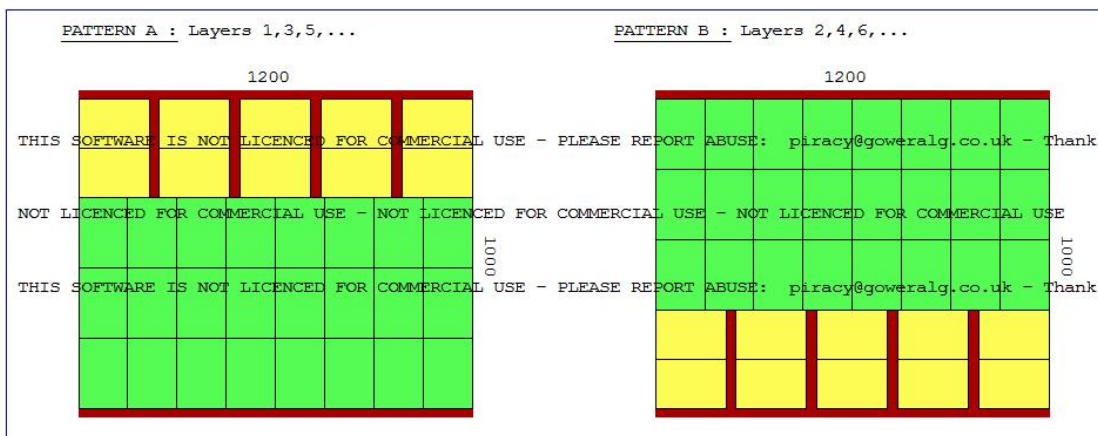 PATTERN A : Layers 1,3,5,...
PATTERN B : Layers 2,4,6,...
1200
1200
THIS SOFTWARE IS NOT LICENCED FOR COMMERCIAL USE - PLEASE REPORT ABUSE: piracy@goweralg.co.uk - Thank
NOT LICENCED FOR COMMERCIAL USE - NOT LICENCED FOR COMMERCIAL USE - NOT LICENCED FOR COMMERCIAL USE
1000
1000
THIS SOFTWARE IS NOT LICENCED FOR COMMERCIAL USE - PLEASE REPORT ABUSE: piracy@goweralg.co.uk - Thank